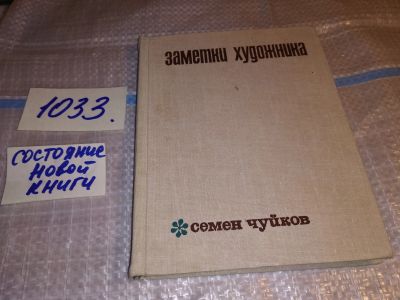 заметки художника
1033.
состояние
новой
книги
семен чуйков